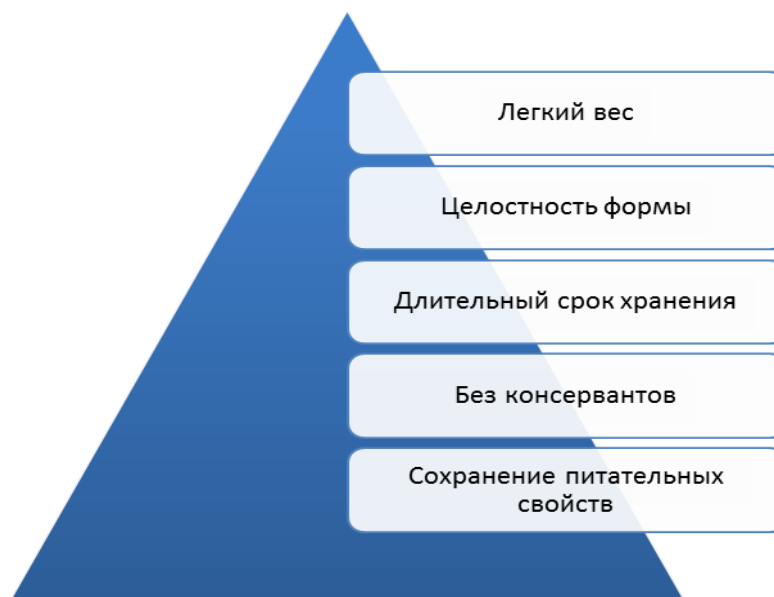 Легкий вес
Целостность формы
Длительный срок хранения
Без консервантов
Сохранение питательных
свойств